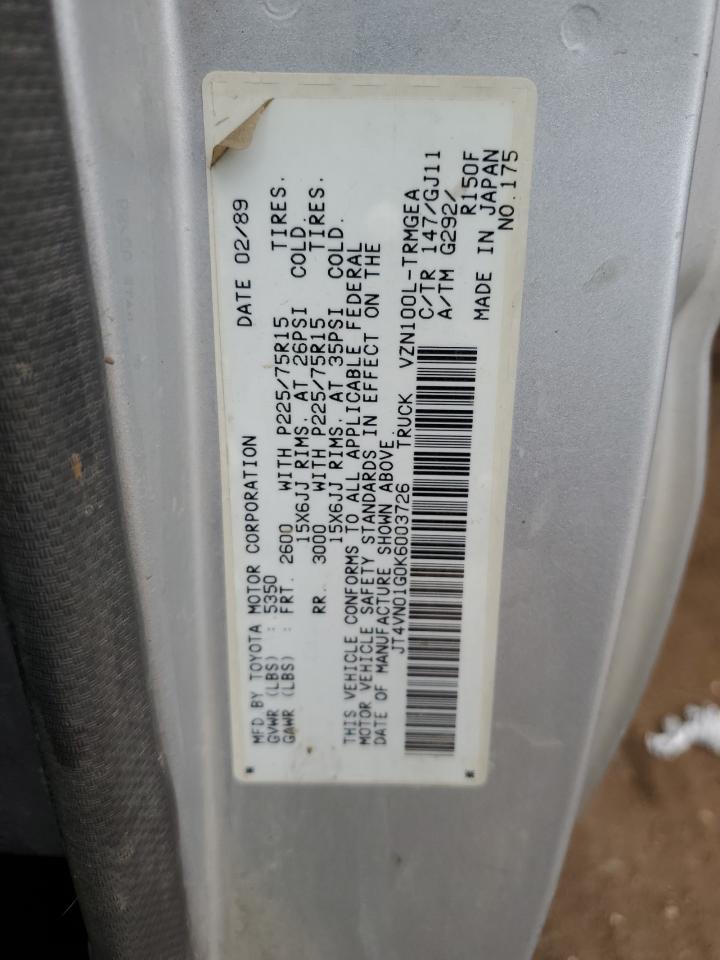 MFD BY TOYOTA MOTOR CORPORATION DATE 02/89
GVWR (LBS) : 5350
GAWR (LBS) : FRT. 2600 WITH P225/75R15 TIRES.
15X6JJ RIMS. AT 26PSI COLD.
RR. 3000 WITH P225/75R15 TIRES.
15X6JJ RIMS. AT 35PSI COLD.
THIS VEHICLE CONFORMS TO ALL APPLICABLE FEDERAL
MOTOR VEHICLE SAFETY STANDARDS IN EFFECT ON THE
DATE OF MANUFACTURE SHOWN ABOVE.
JT4VN01G0K6003726 TRUCK VZN100L-TRMGEA
C/TR 147/GJ11
A/TM G292/
R150F
MADE IN JAPAN
NO.175